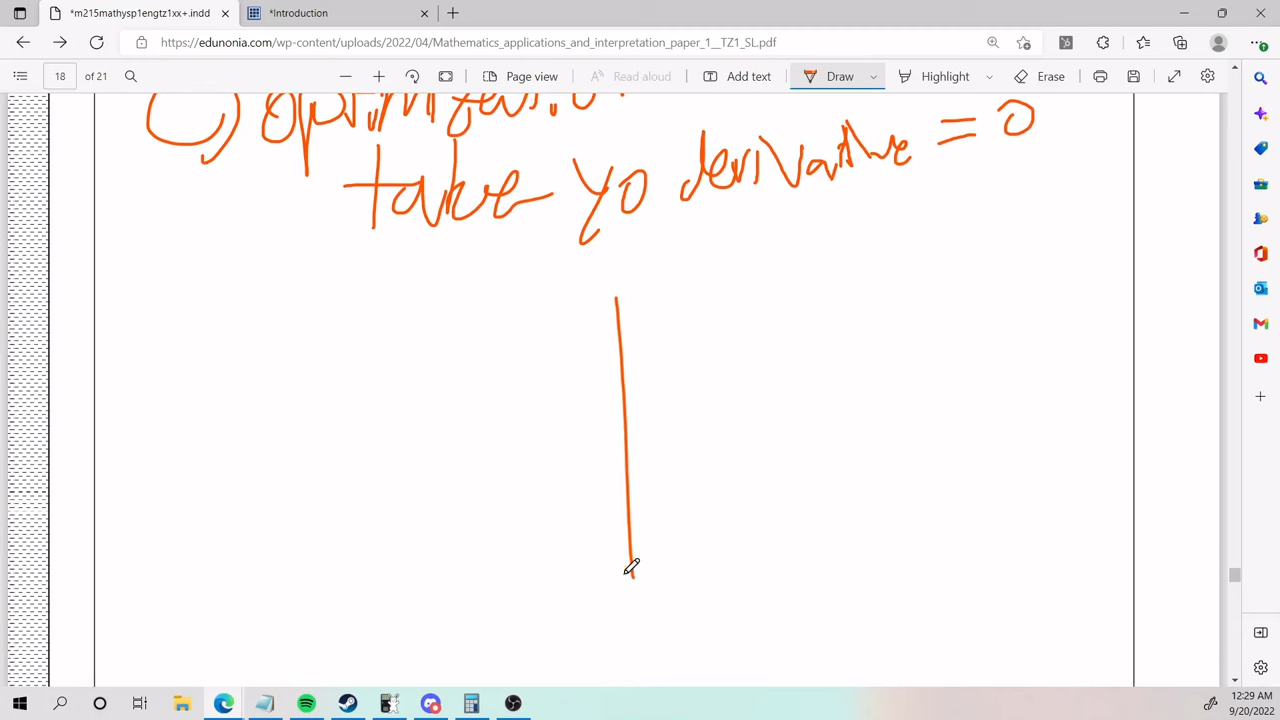 *m215mathysp1engtz1xx+.indd
*Introduction
https://edunonia.com/wp-content/uploads/2022/04/Mathematics_applications_and_interpretation_paper_1__TZ1_SL.pdf
18 of 21
Page view
Read aloud
Add text
Draw
Highlight
Erase
take yo derivative = 0
12:29 AM
9/20/2022